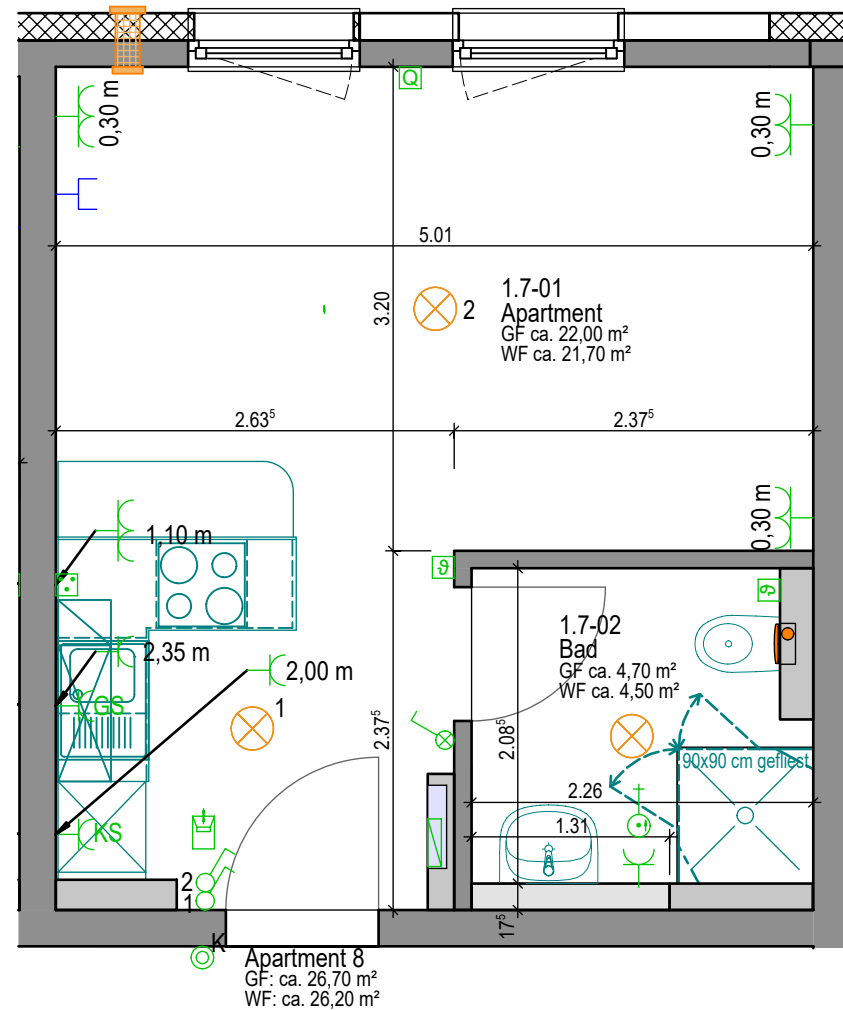 Q
0,30 m
0,30 m
5.01
3.20
2
1.7-01
Apartment
GF ca. 22,00 m²
WF ca. 21,70 m²
2.63⁵
2.37⁵
0,30 m
1,10 m
ϑ
ϑ
1.7-02
Bad
GF ca. 4,70 m²
WF ca. 4,50 m²
2,35 m
2,00 m
GS
1
2.37⁵
2.08⁵
90x90 cm gefliest
2.26
1.31
KS
2
1
17⁵
K
Apartment 8
GF: ca. 26,70 m²
WF: ca. 26,20 m²